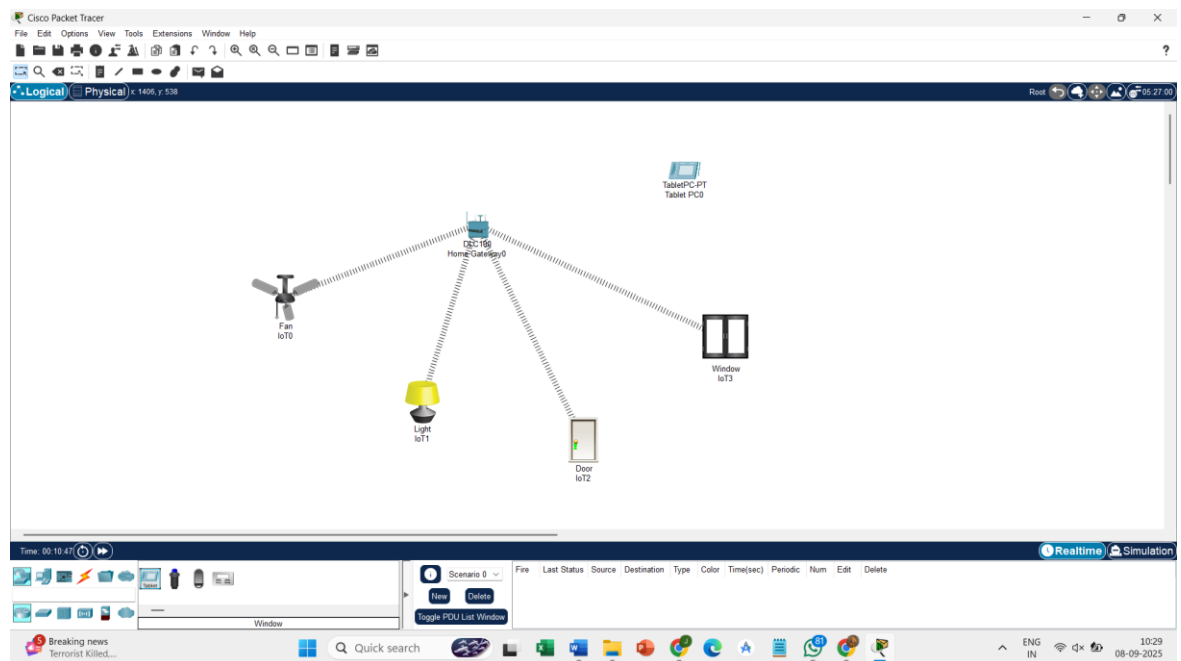 Cisco Packet Tracer
File Edit Options View Tools Extensions Window Help
?
Logical Physical x: 1406, y: 538 Root 05:27:00
TabletPC-PT
Tablet PC0
DLC100
Home Gateway0
Fan
IoT0
Window
IoT3
Light
IoT1
Door
IoT2
Time: 00:10:47 Realtime Simulation
Scenario 0
Fire Last Status Source Destination Type Color Time(sec) Periodic Num Edit Delete
New Delete
Toggle PDU List Window
Window
5 Breaking news
Terrorist Killed,...
Quick search
81
ENG
IN
10:29
08-09-2025